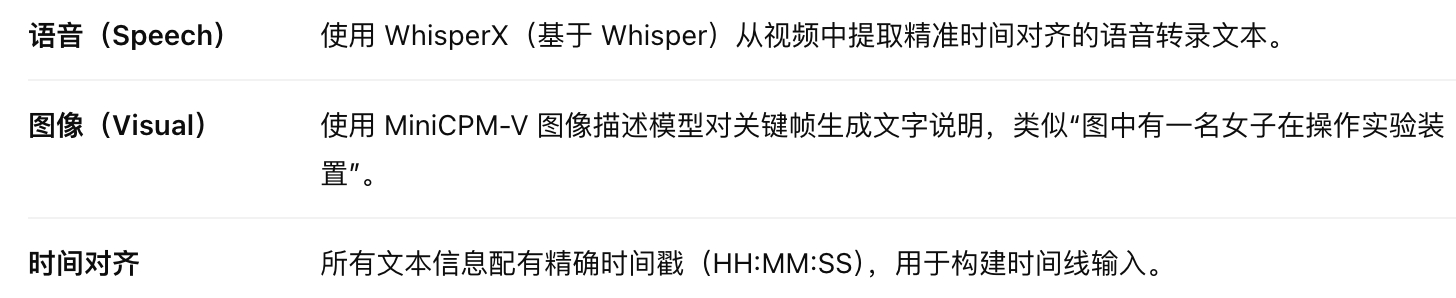 语音（Speech） 使用 WhisperX（基于 Whisper）从视频中提取精准时间对齐的语音转录文本。
图像（Visual） 使用 MiniCPM-V 图像描述模型对关键帧生成文字说明，类似“图中有一名女子在操作实验装
置”。
时间对齐 所有文本信息配有精确时间戳（HH:MM:SS），用于构建时间线输入。